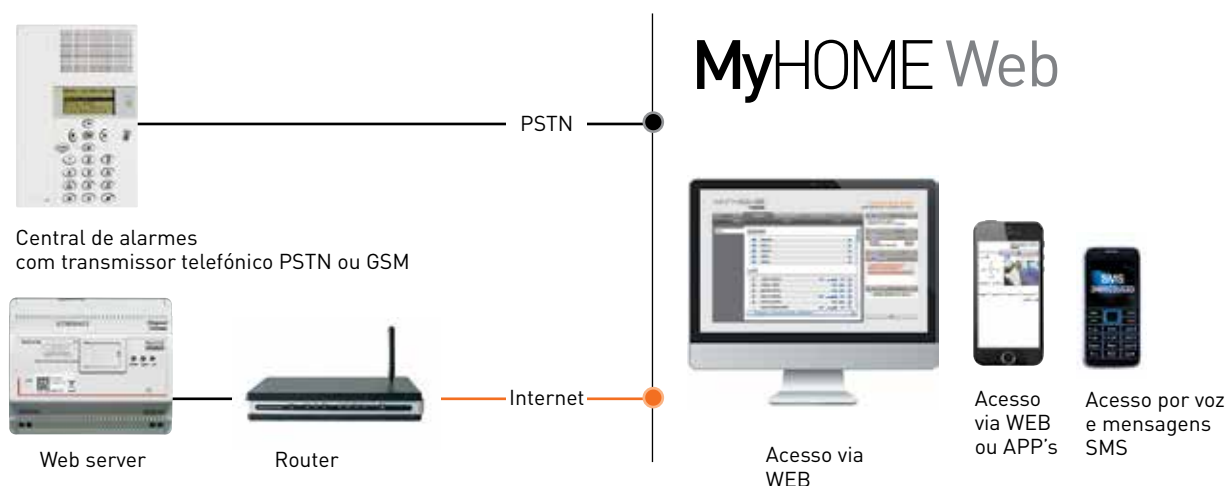 MyHOME Web
PSTN
Central de alarmes
com transmissor telefónico PSTN ou GSM
Internet
Web server
Router
Acesso via
WEB
Acesso
via WEB
ou APP's
Acesso por voz
e mensagens
SMS
SMS